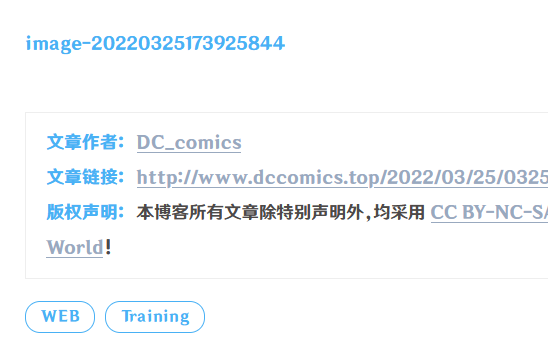 image-20220325173925844
文章作者：DC_comics
文章链接：http://www.dccomics.top/2022/03/25/0325
版权声明：本博客所有文章除特别声明外，均采用 CC BY-NC-SA
World！
WEB Training